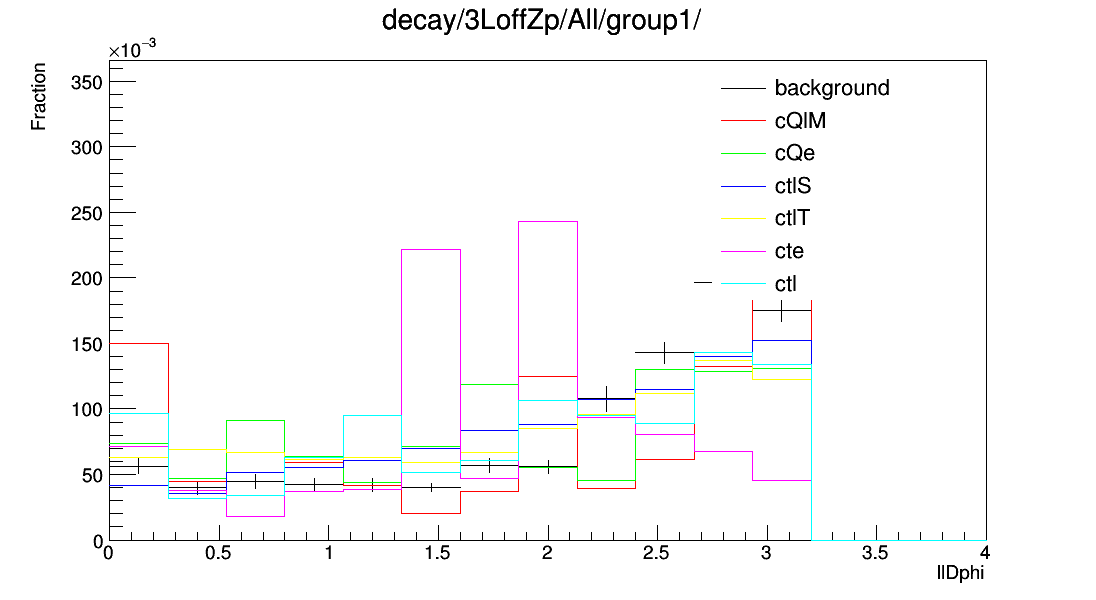 decay/3LoffZp/All/group1/
×10⁻³
Fraction
350
300
250
200
150
100
50
0
background
cQlM
cQe
ctlS
ctlT
cte
ctl
0 0.5 1 1.5 2 2.5 3 3.5 4
llDphi